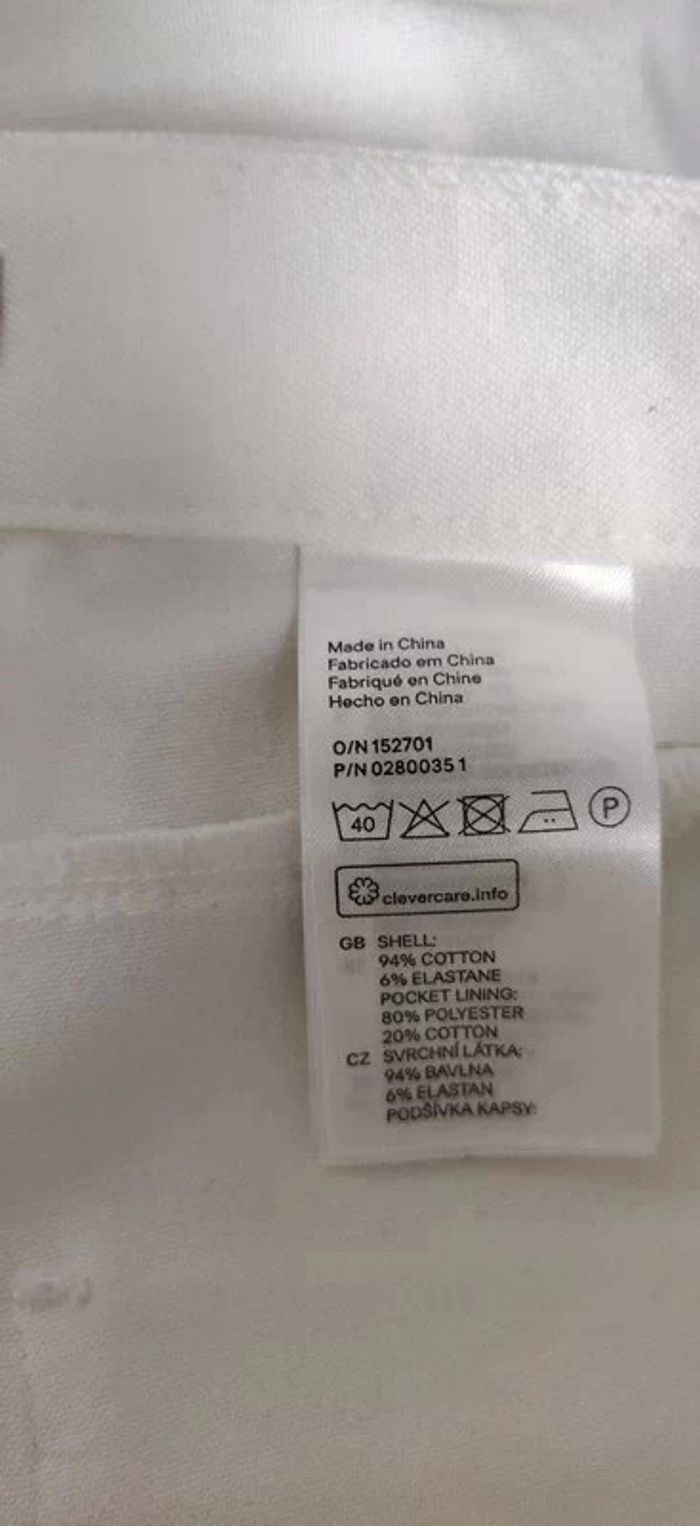 Made in China
Fabricado em China
Fabriqué en Chine
Hecho en China
O/N 152701
P/N 02800351
40 P
clevercare.info
GB SHELL:
94% COTTON
6% ELASTANE
POCKET LINING:
80% POLYESTER
20% COTTON
CZ SVRCHNÍ LÁTKA:
94% BAVLNA
6% ELASTAN
PODŠÍVKA KAPSY: